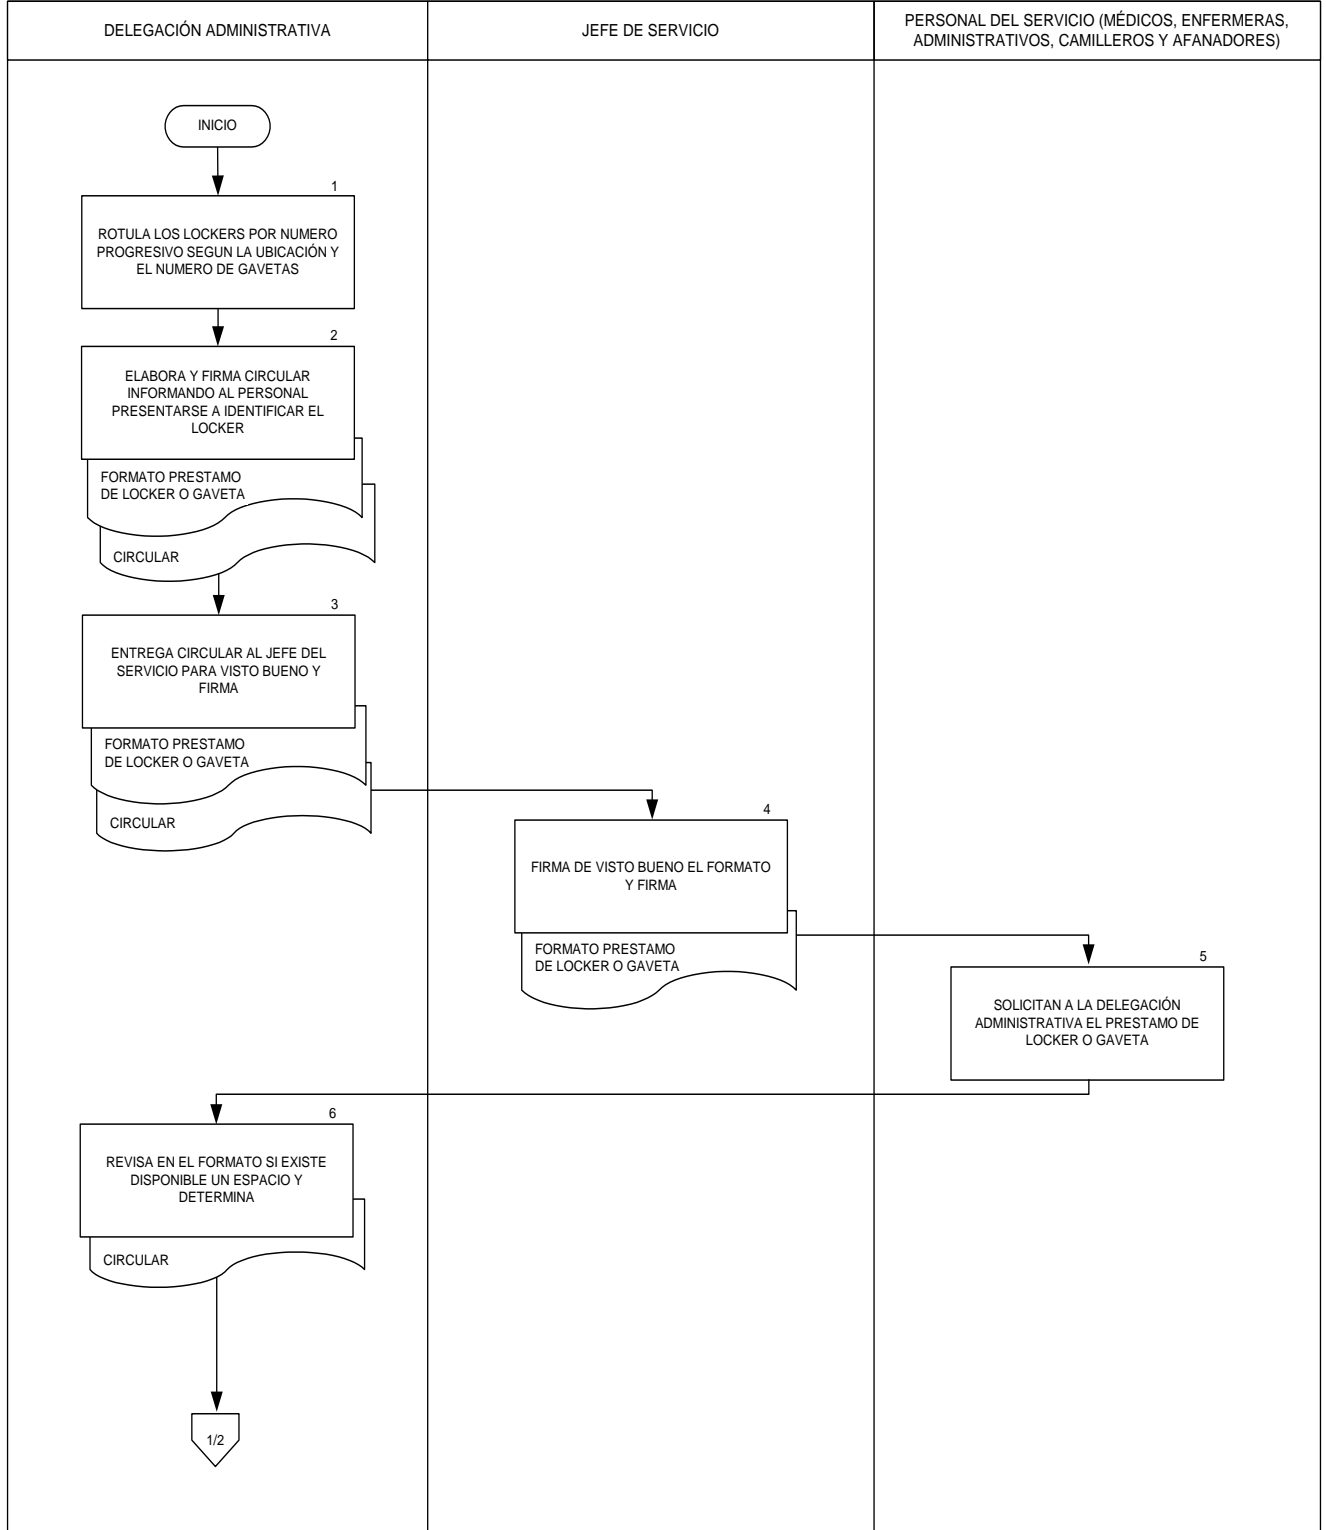 DELEGACIÓN ADMINISTRATIVA
JEFE DE SERVICIO
PERSONAL DEL SERVICIO (MÉDICOS, ENFERMERAS,
ADMINISTRATIVOS, CAMILLEROS Y AFANADORES)
INICIO
1
ROTULA LOS LOCKERS POR NUMERO
PROGRESIVO SEGUN LA UBICACIÓN Y
EL NUMERO DE GAVETAS
2
ELABORA Y FIRMA CIRCULAR
INFORMANDO AL PERSONAL
PRESENTARSE A IDENTIFICAR EL
LOCKER
FORMATO PRESTAMO
DE LOCKER O GAVETA
CIRCULAR
3
ENTREGA CIRCULAR AL JEFE DEL
SERVICIO PARA VISTO BUENO Y
FIRMA
FORMATO PRESTAMO
DE LOCKER O GAVETA
CIRCULAR
4
FIRMA DE VISTO BUENO EL FORMATO
Y FIRMA
FORMATO PRESTAMO
DE LOCKER O GAVETA
5
SOLICITAN A LA DELEGACIÓN
ADMINISTRATIVA EL PRESTAMO DE
LOCKER O GAVETA
6
REVISA EN EL FORMATO SI EXISTE
DISPONIBLE UN ESPACIO Y
DETERMINA
CIRCULAR
1/2